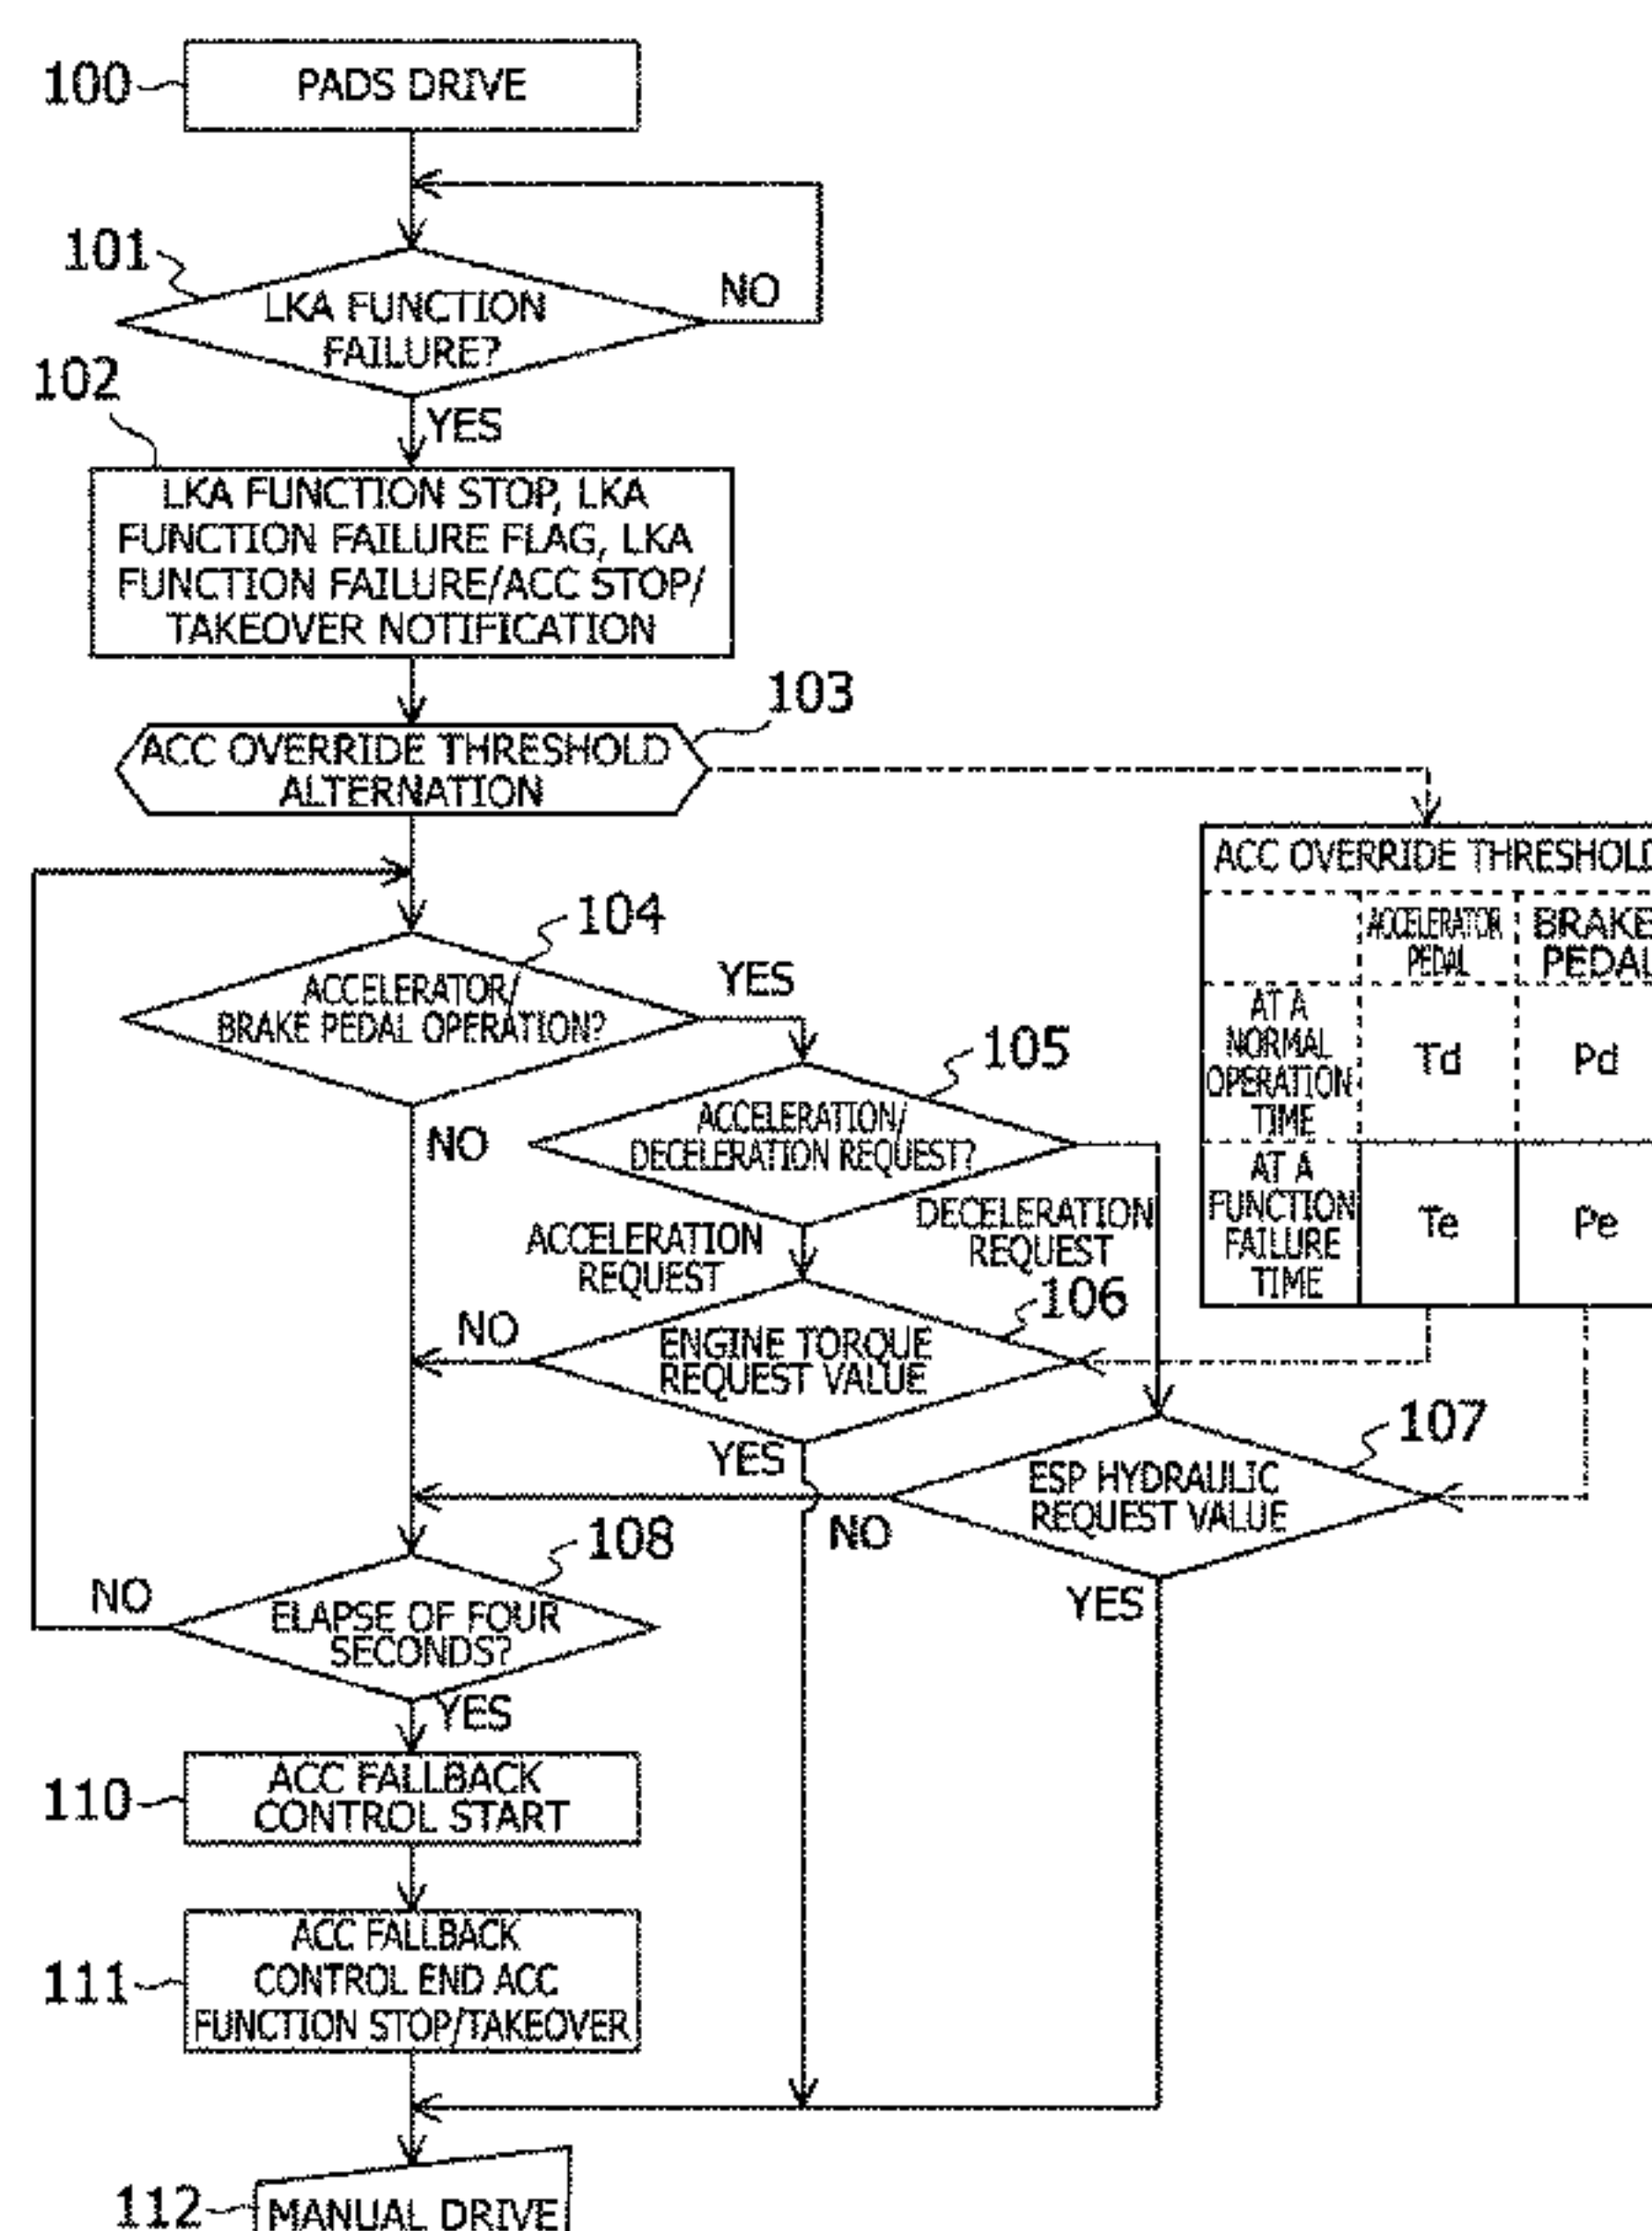 100
PADS DRIVE
101
LKA FUNCTION
FAILURE?
NO
YES
102
LKA FUNCTION STOP, LKA
FUNCTION FAILURE FLAG, LKA
FUNCTION FAILURE/ACC STOP/
TAKEOVER NOTIFICATION
103
ACC OVERRIDE THRESHOLD
ALTERNATION
ACC OVERRIDE THRESHOLD
ACCELERATOR
PEDAL
BRAKE
PEDAL
AT A
NORMAL
OPERATION
TIME
Td
Pd
AT A
FUNCTION
FAILURE
TIME
Te
Pe
104
ACCELERATOR/
BRAKE PEDAL OPERATION?
YES
NO
105
ACCELERATION/
DECELERATION REQUEST?
ACCELERATION
REQUEST
DECELERATION
REQUEST
106
ENGINE TORQUE
REQUEST VALUE
NO
YES
107
ESP HYDRAULIC
REQUEST VALUE
NO
YES
108
ELAPSE OF FOUR
SECONDS?
NO
YES
110
ACC FALLBACK
CONTROL START
111
ACC FALLBACK
CONTROL END ACC
FUNCTION STOP/TAKEOVER
112
MANUAL DRIVE